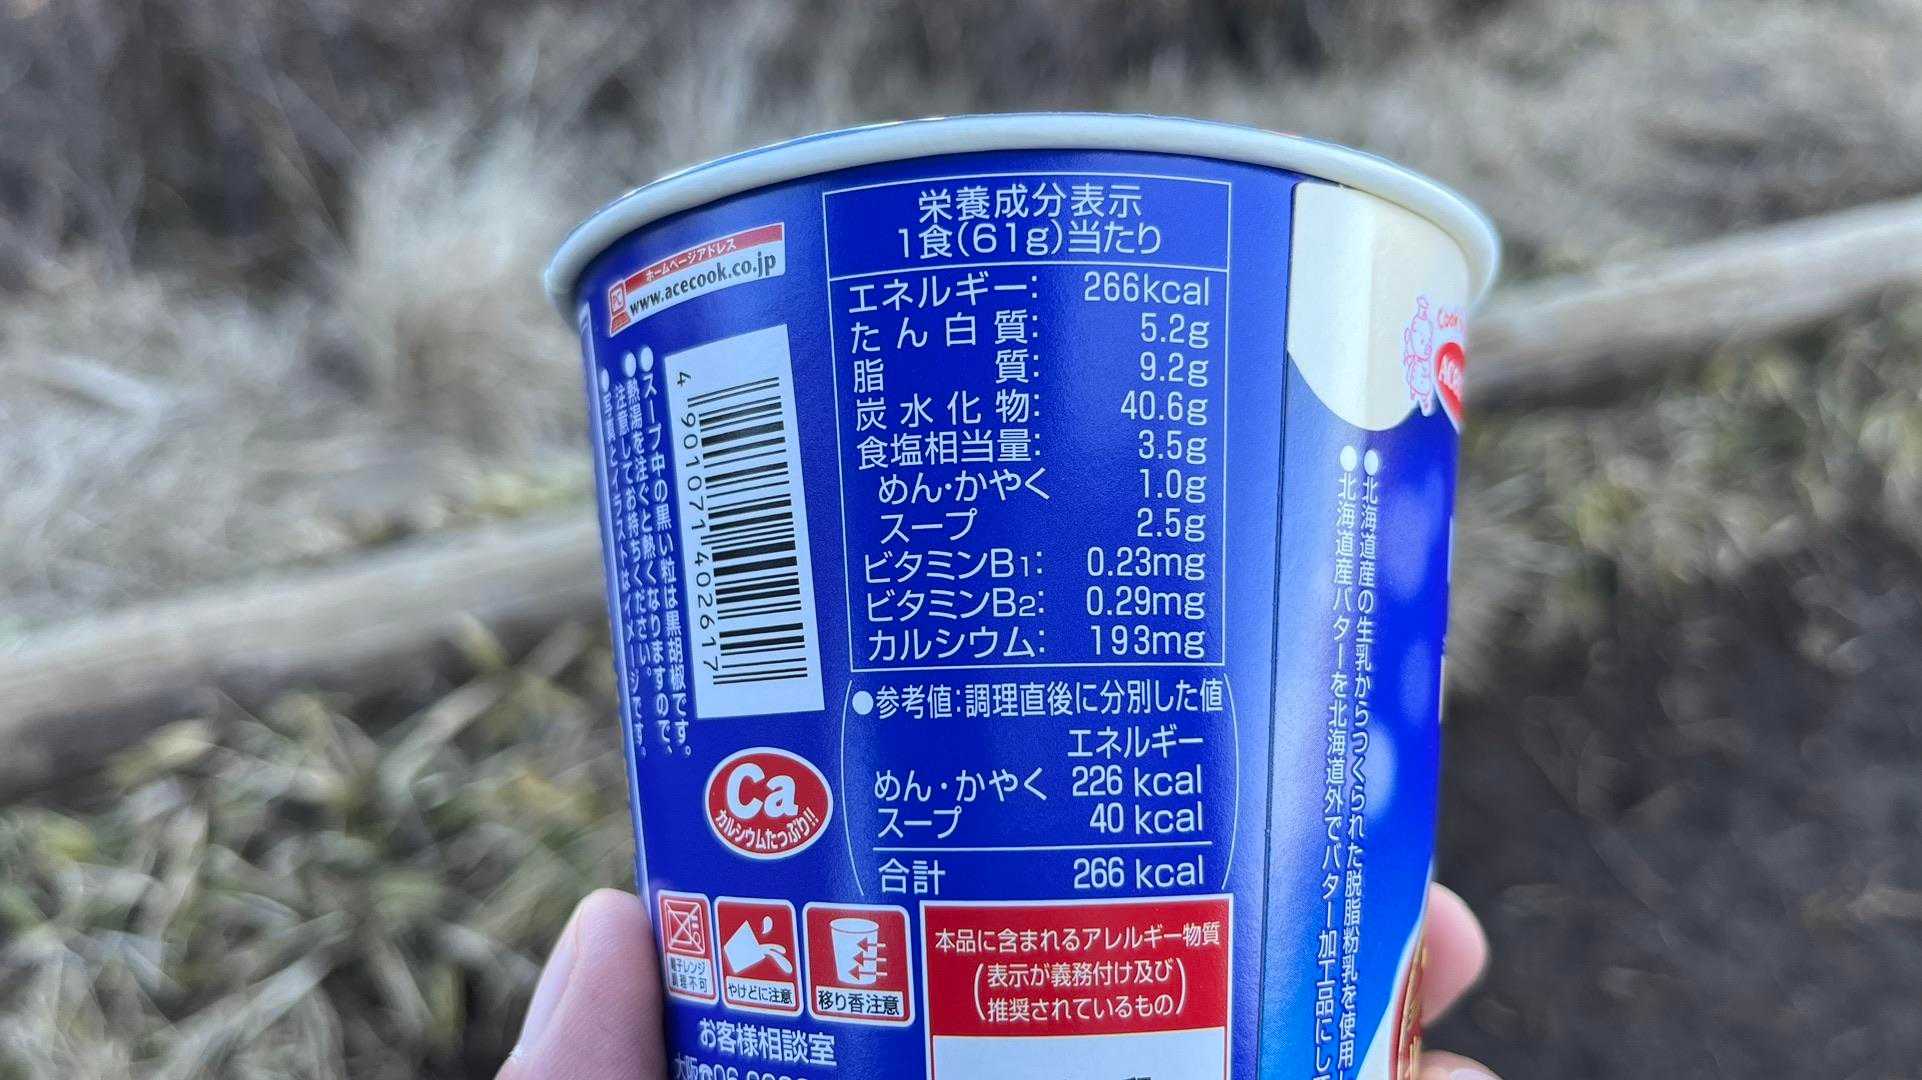 ホームページアドレス
PC www.acecook.co.jp
栄養成分表示
1食(61g)当たり
エネルギー: 266kcal
たん白質: 5.2g
脂質: 9.2g
炭水化物: 40.6g
食塩相当量: 3.5g
めん・かやく 1.0g
スープ 2.5g
ビタミンB1: 0.23mg
ビタミンB2: 0.29mg
カルシウム: 193mg
●参考値:調理直後に分別した値
エネルギー
めん・かやく 226 kcal
スープ 40 kcal
合計 266 kcal
4 901071 402617
●スープ中の黒い粒は黒胡椒です。
●熱湯を注ぐと熱くなりますので、
注意してお持ちください。
●写真とイラストはイメージです。
Ca
カルシウムたっぷり!!
電子レンジ
調理不可
やけどに注意
移り香注意
お客様相談室
大阪☎06
本品に含まれるアレルギー物質
(表示が義務付け及び
推奨されているもの)
Cook
●北海道産の生乳からつくられた脱脂粉乳を使用
●北海道産バターを北海道外でバター加工品にし